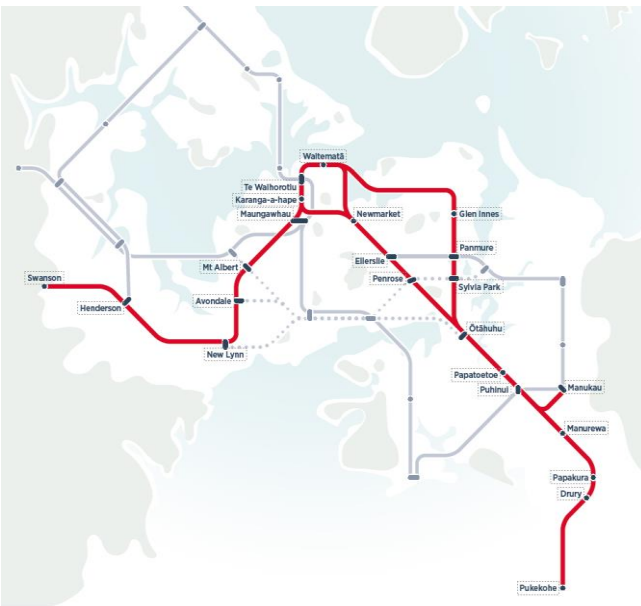 Waitematā
Te Waihorotiu
Karanga-a-hape
Maungawhau
Newmarket
Glen Innes
Panmure
Ellerslie
Mt Albert
Swanson
Penrose
Sylvia Park
Avondale
Henderson
Ōtāhuhu
New Lynn
Papatoetoe
Puhinui
Manukau
Manurewa
Papakura
Drury
Pukekohe